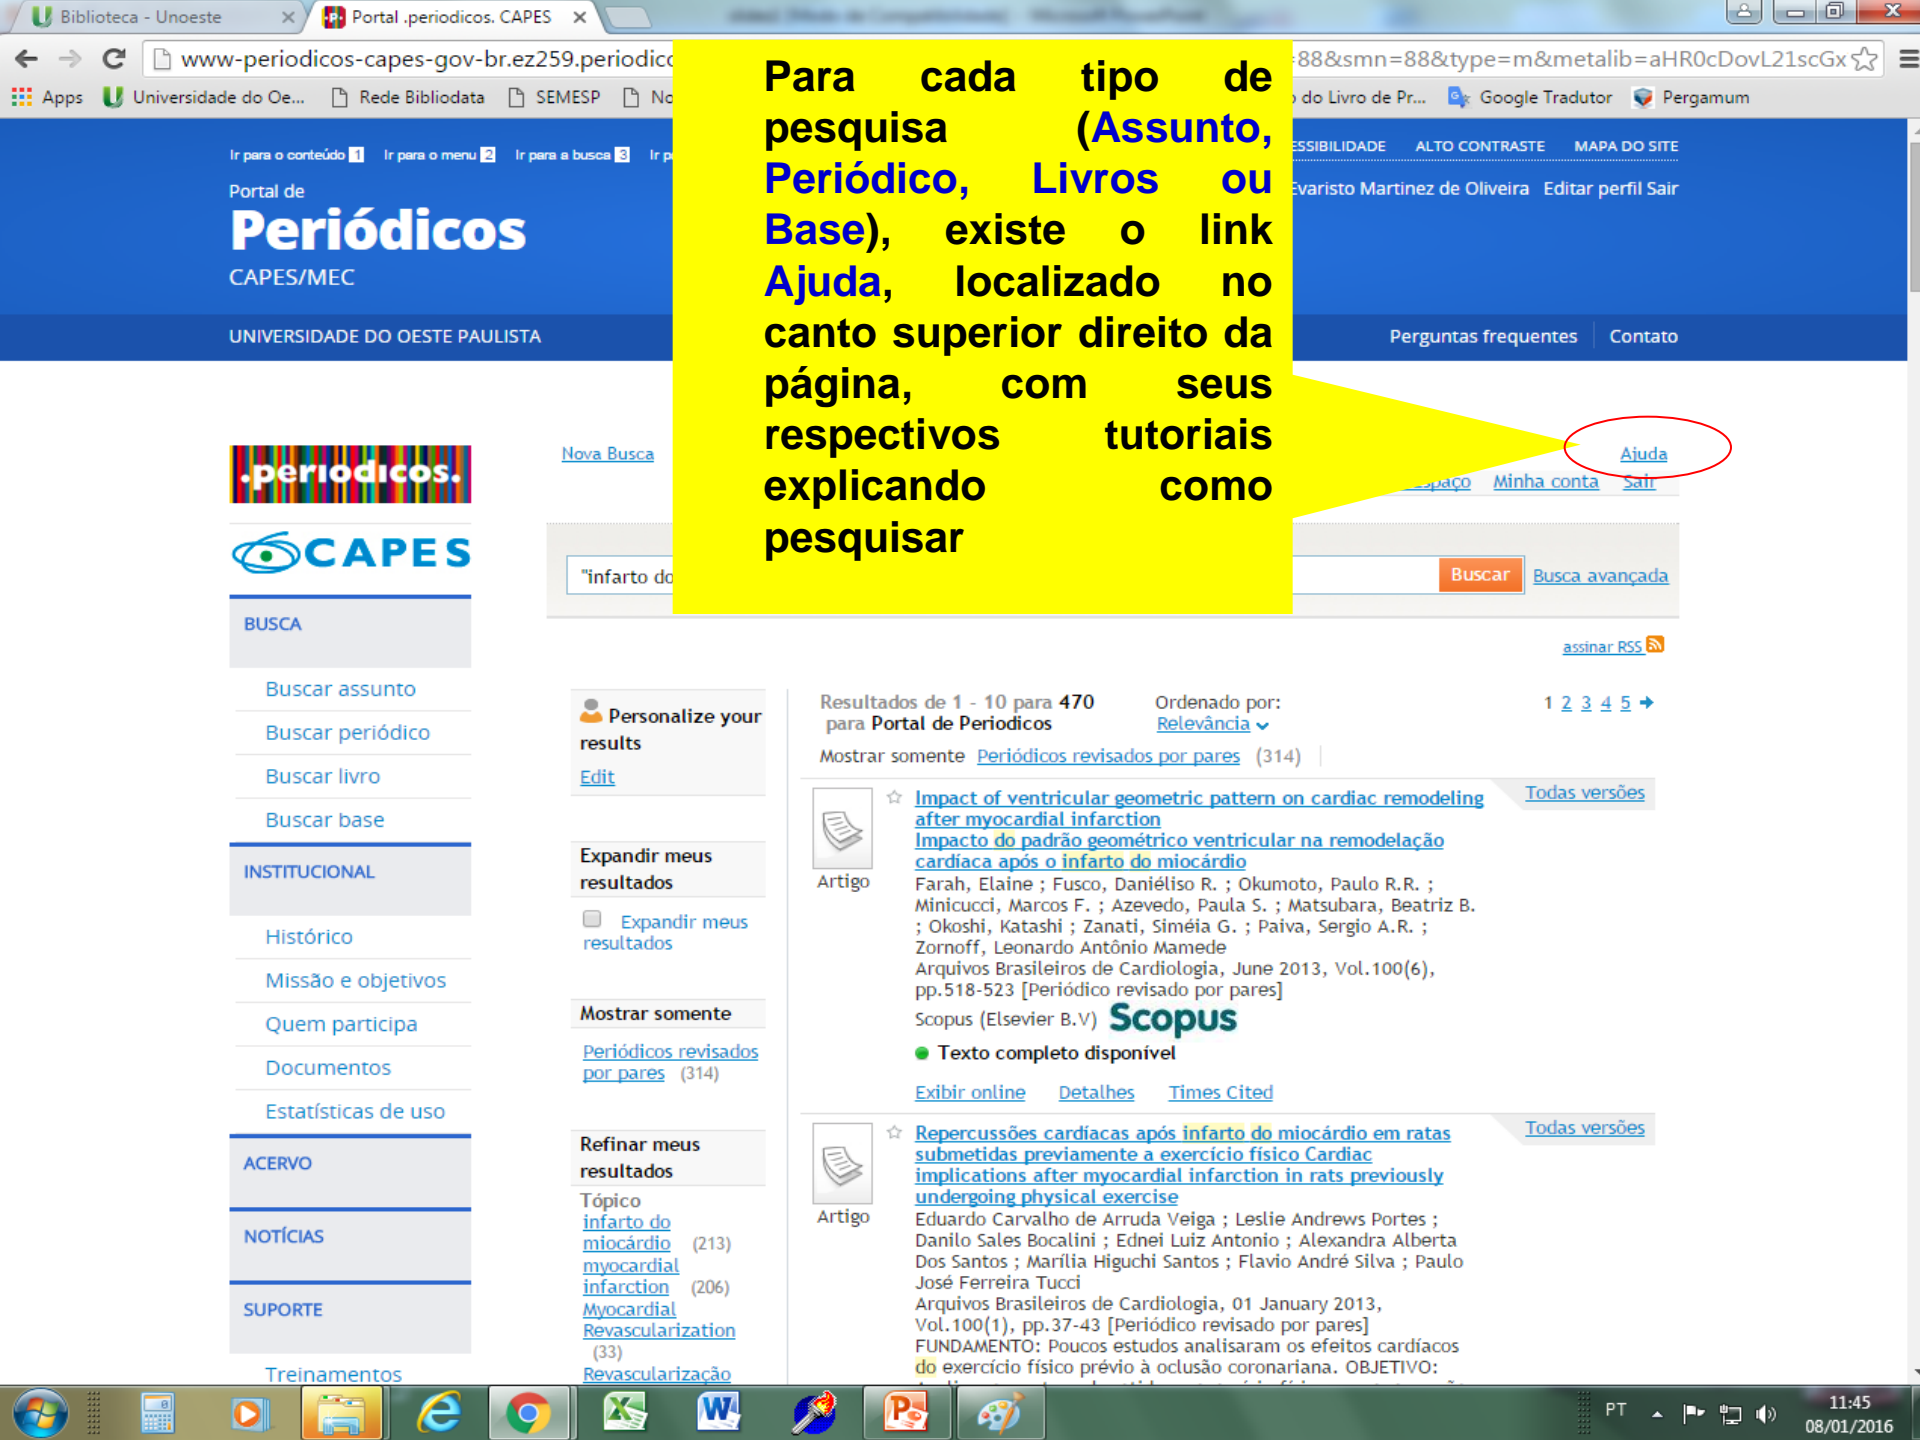 Biblioteca - Unoeste
Portal .periodicos. CAPES
www-periodicos-capes-gov-br.ez259.periodico
=88&smn=88&type=m&metalib=aHR0cDovL21scGx
Apps Universidade do Oe... Rede Bibliodata SEMESP No
do Livro de Pr... Google Tradutor Pergamum
Para cada tipo de
pesquisa (Assunto,
Periódico, Livros ou
Base), existe o link
Ajuda, localizado no
canto superior direito da
página, com seus
respectivos tutoriais
explicando como
pesquisar
Ir para o conteúdo 1 Ir para o menu 2 Ir para a busca 3 Ir p
ESSIBILIDADE ALTO CONTRASTE MAPA DO SITE
Portal de
Periódicos
CAPES/MEC
Evaristo Martinez de Oliveira Editar perfil Sair
UNIVERSIDADE DO OESTE PAULISTA
Perguntas frequentes Contato
.periodicos.
CAPES
Nova Busca
Ajuda
Espaço Minha conta Sair
"infarto do
Buscar Busca avançada
assinar RSS
BUSCA
Buscar assunto
Buscar periódico
Buscar livro
Buscar base
INSTITUCIONAL
Histórico
Missão e objetivos
Quem participa
Documentos
Estatísticas de uso
ACERVO
NOTÍCIAS
SUPORTE
Treinamentos
Personalize your
results
Edit
Expandir meus
resultados
Expandir meus
resultados
Mostrar somente
Periódicos revisados
por pares (314)
Refinar meus
resultados
Tópico
infarto do
miocárdio (213)
myocardial
infarction (206)
Myocardial
Revascularization
(33)
Revascularização
Resultados de 1 - 10 para 470
para Portal de Periodicos
Ordenado por:
Relevância
1 2 3 4 5
Mostrar somente Periódicos revisados por pares (314)
Artigo
Impact of ventricular geometric pattern on cardiac remodeling
after myocardial infarction
Impacto do padrão geométrico ventricular na remodelação
cardíaca após o infarto do miocárdio
Todas versões
Farah, Elaine ; Fusco, Daniéliso R. ; Okumoto, Paulo R.R. ;
Minicucci, Marcos F. ; Azevedo, Paula S. ; Matsubara, Beatriz B.
; Okoshi, Katashi ; Zanati, Siméia G. ; Paiva, Sergio A.R. ;
Zornoff, Leonardo Antônio Mamede
Arquivos Brasileiros de Cardiologia, June 2013, Vol.100(6),
pp.518-523 [Periódico revisado por pares]
Scopus (Elsevier B.V) Scopus
Texto completo disponível
Exibir online Detalhes Times Cited
Artigo
Repercussões cardíacas após infarto do miocárdio em ratas
submetidas previamente a exercício físico Cardiac
implications after myocardial infarction in rats previously
undergoing physical exercise
Todas versões
Eduardo Carvalho de Arruda Veiga ; Leslie Andrews Portes ;
Danilo Sales Bocalini ; Ednei Luiz Antonio ; Alexandra Alberta
Dos Santos ; Marília Higuchi Santos ; Flavio André Silva ; Paulo
José Ferreira Tucci
Arquivos Brasileiros de Cardiologia, 01 January 2013,
Vol.100(1), pp.37-43 [Periódico revisado por pares]
FUNDAMENTO: Poucos estudos analisaram os efeitos cardíacos
do exercício físico prévio à oclusão coronariana. OBJETIVO:
PT
11:45
08/01/2016